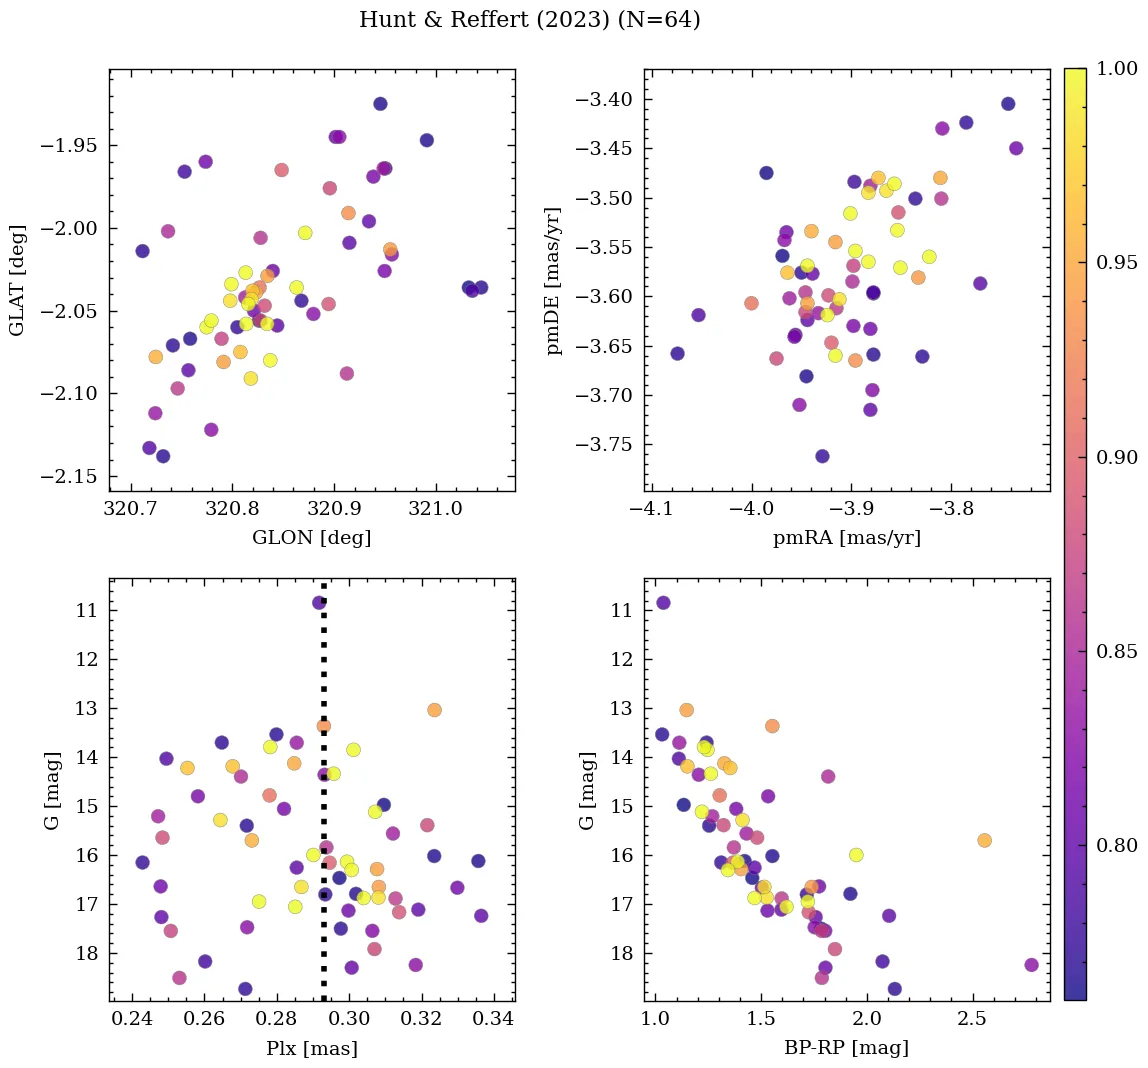 Hunt & Reffert (2023) (N=64)
−1.95
−2.00
−2.05
−2.10
−2.15
GLAT [deg]
320.7 320.8 320.9 321.0
GLON [deg]
−3.40
−3.45
−3.50
−3.55
−3.60
−3.65
−3.70
−3.75
pmDE [mas/yr]
−4.1 −4.0 −3.9 −3.8
pmRA [mas/yr]
1.00
0.95
0.90
0.85
0.80
11
12
13
14
15
16
17
18
G [mag]
0.24 0.26 0.28 0.30 0.32 0.34
Plx [mas]
11
12
13
14
15
16
17
18
G [mag]
1.0 1.5 2.0 2.5
BP-RP [mag]